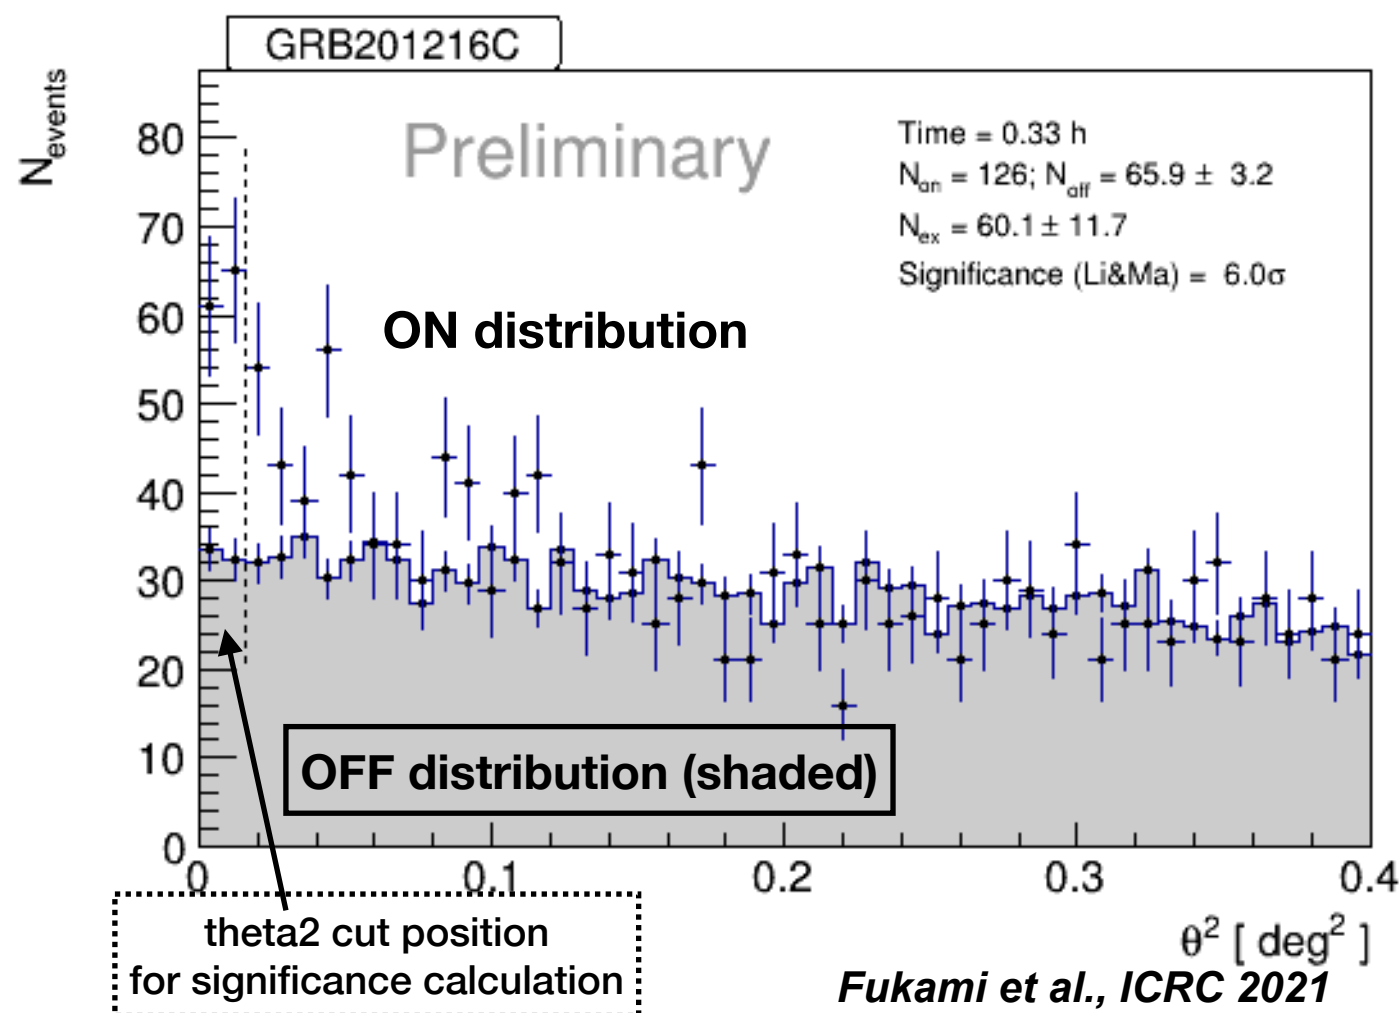 GRB201216C
Preliminary
Time = 0.33 h
N_on = 126; N_off = 65.9 ± 3.2
N_ex = 60.1 ± 11.7
Significance (Li&Ma) = 6.0σ
N_events
80
70
60
50
40
30
20
10
0
ON distribution
OFF distribution (shaded)
0 0.1 0.2 0.3 0.4
θ² [ deg² ]
theta2 cut position
for significance calculation
Fukami et al., ICRC 2021